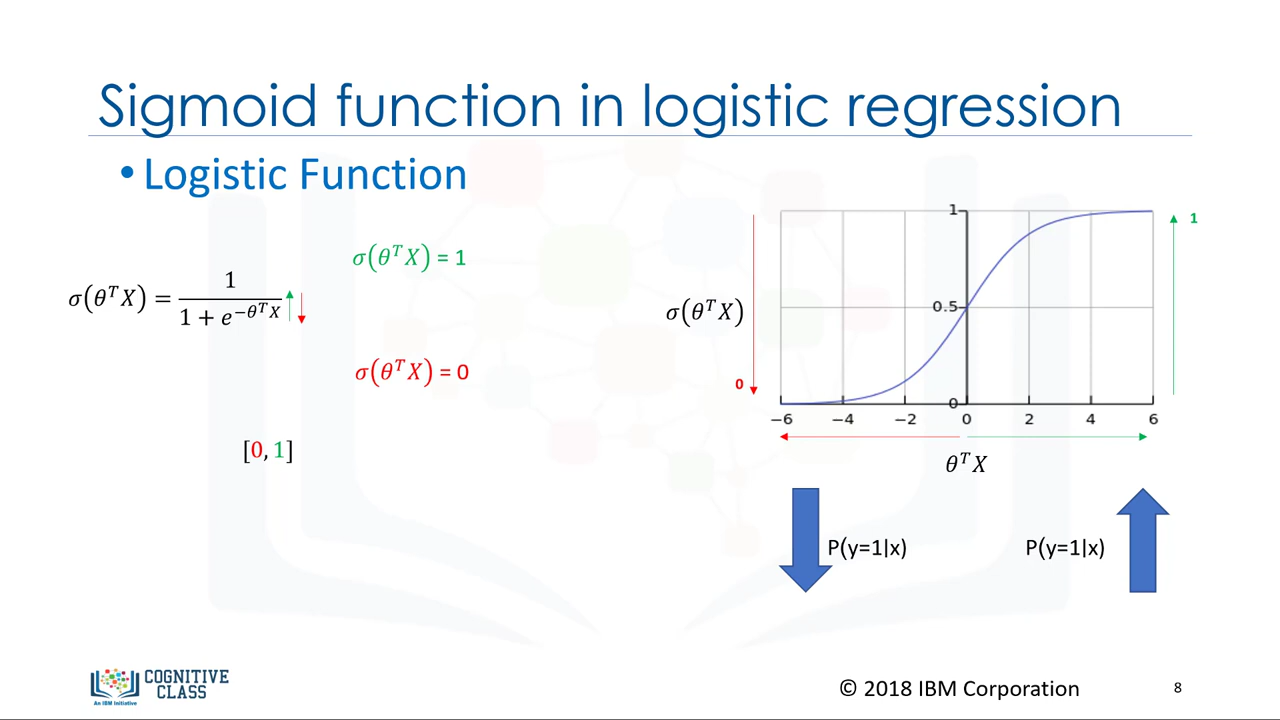 Sigmoid function in logistic regression
• Logistic Function
σ(θᵀX) = 1 / (1 + e^(−θᵀX))
σ(θᵀX) = 1
σ(θᵀX) = 0
[0, 1]
σ(θᵀX)
1
0.5
0
0
1
−6 −4 −2 0 2 4 6
θᵀX
P(y=1|x)
P(y=1|x)
COGNITIVE
CLASS
An IBM Initiative
© 2018 IBM Corporation
8